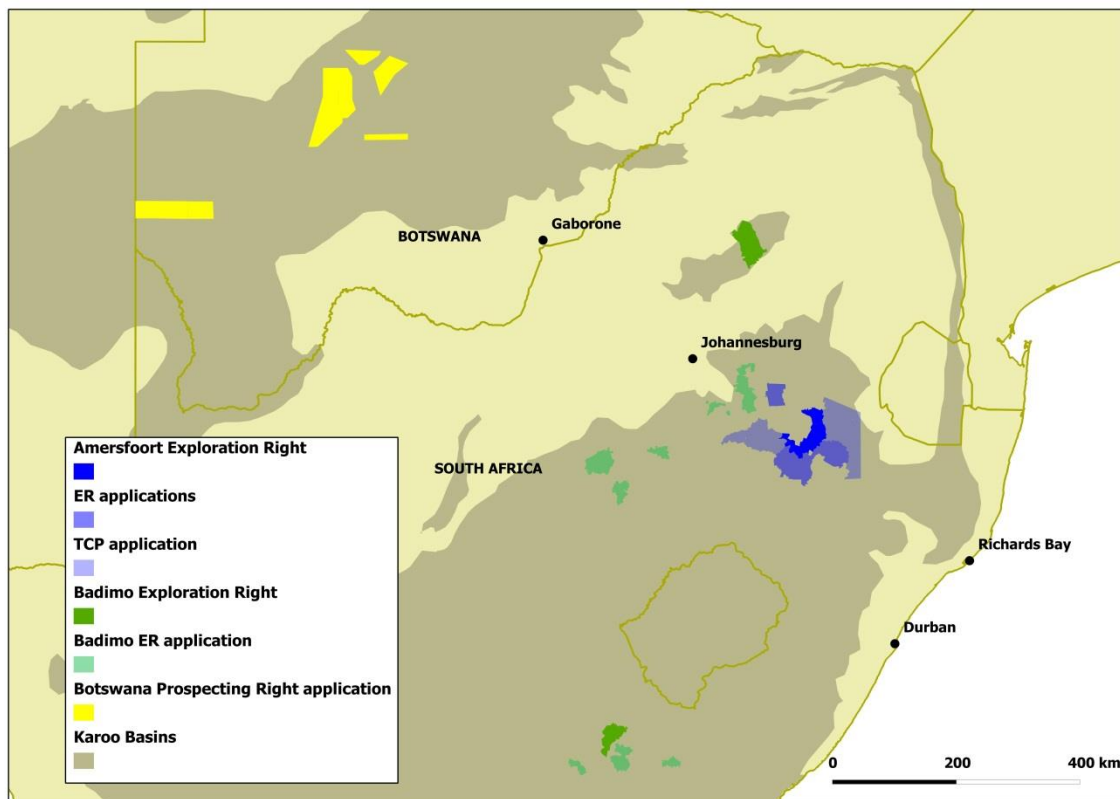 Gaborone
BOTSWANA
Johannesburg
Amersfoort Exploration Right
ER applications
SOUTH AFRICA
TCP application
Richards Bay
Badimo Exploration Right
Durban
Badimo ER application
Botswana Prospecting Right application
Karoo Basins
0 200 400 km